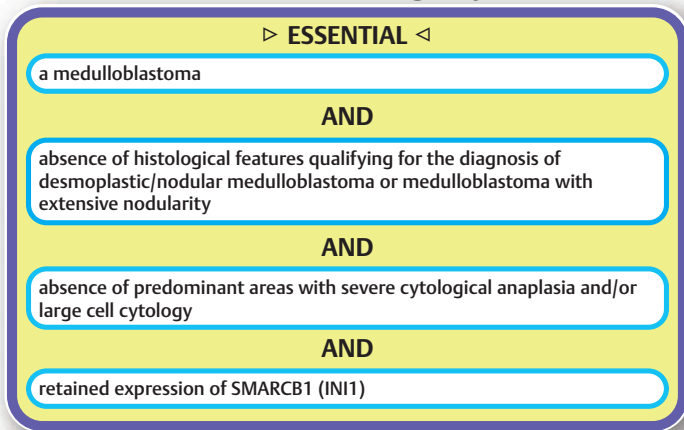 ▷ ESSENTIAL ◁
a medulloblastoma
AND
absence of histological features qualifying for the diagnosis of
desmoplastic/nodular medulloblastoma or medulloblastoma with
extensive nodularity
AND
absence of predominant areas with severe cytological anaplasia and/or
large cell cytology
AND
retained expression of SMARCB1 (INI1)